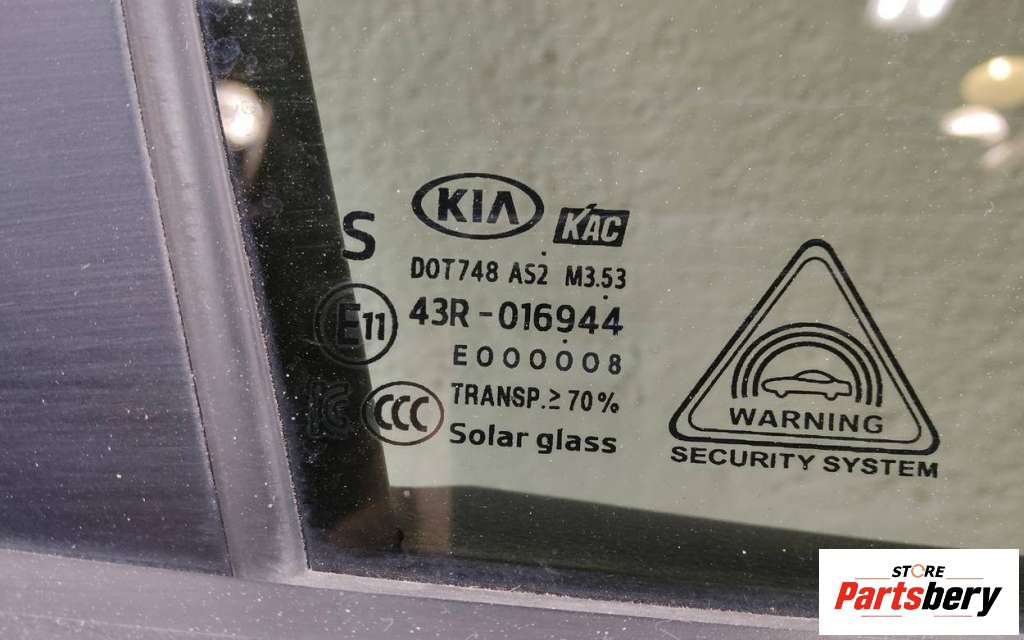 KIA
KAC
S
DOT748 AS2 M3.53
E11
43R-016944
E000008
CCC
TRANSP.≥70%
Solar glass
WARNING
SECURITY SYSTEM
STORE
Partsbery